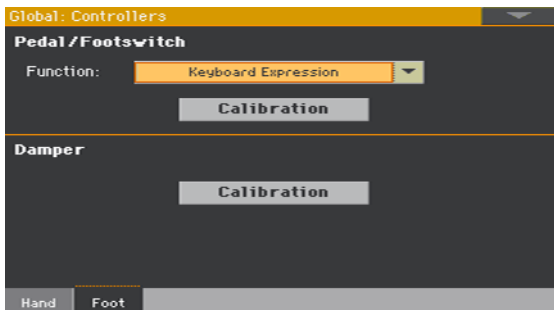 Global: Controllers
Pedal/Footswitch
Function: Keyboard Expression
Calibration
Damper
Calibration
Hand Foot